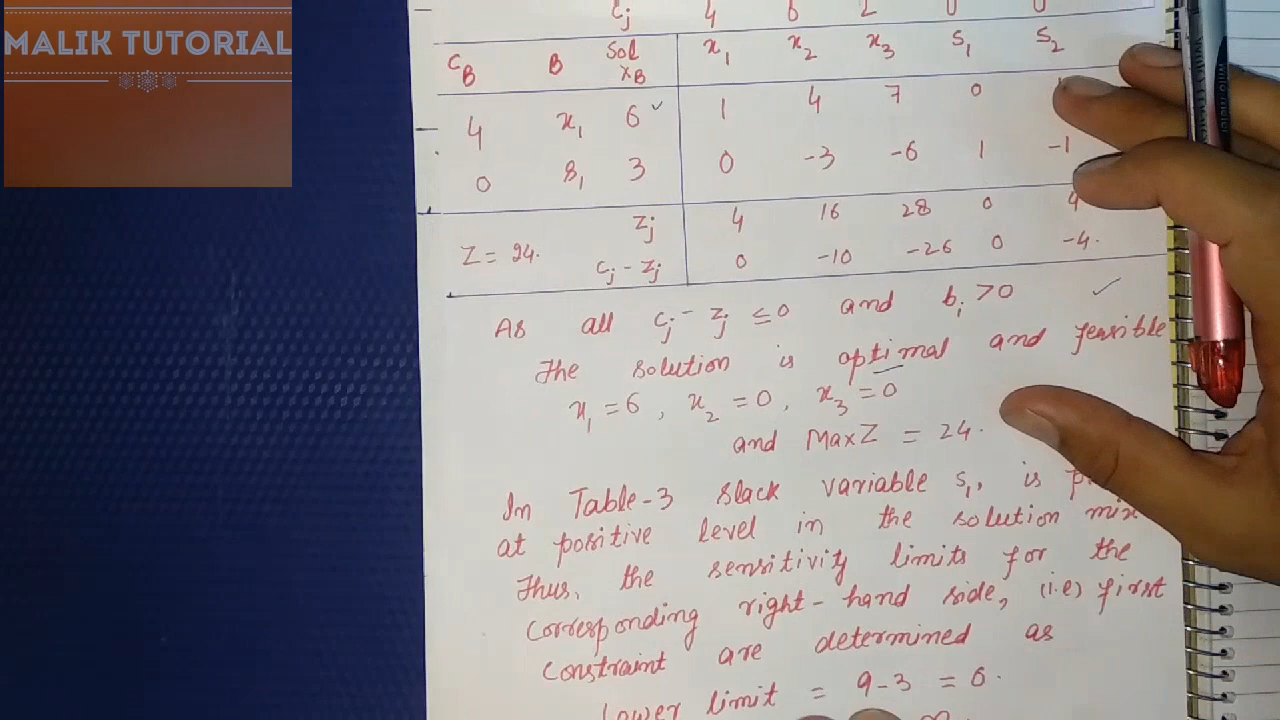 MALIK TUTORIAL
Cj 4 6 2 0 0
CB B Sol XB x1 x2 x3 S1 S2
4 x1 6 ✓ 1 4 7 0
0 S1 3 0 -3 -6 1 -1
Zj 4 16 28 0 4
Z = 24. Cj - Zj 0 -10 -26 0 -4.
As all Cj - Zj ≤ 0 and bi > 0 ✓
The solution is optimal and feasible
x1 = 6, x2 = 0, x3 = 0
and Max Z = 24.
In Table-3 slack variable S1, is
at positive level in the solution mix
Thus, the sensitivity limits for the
corresponding right-hand side, (i.e) first
constraint are determined as
Lower limit = 9-3 = 6.